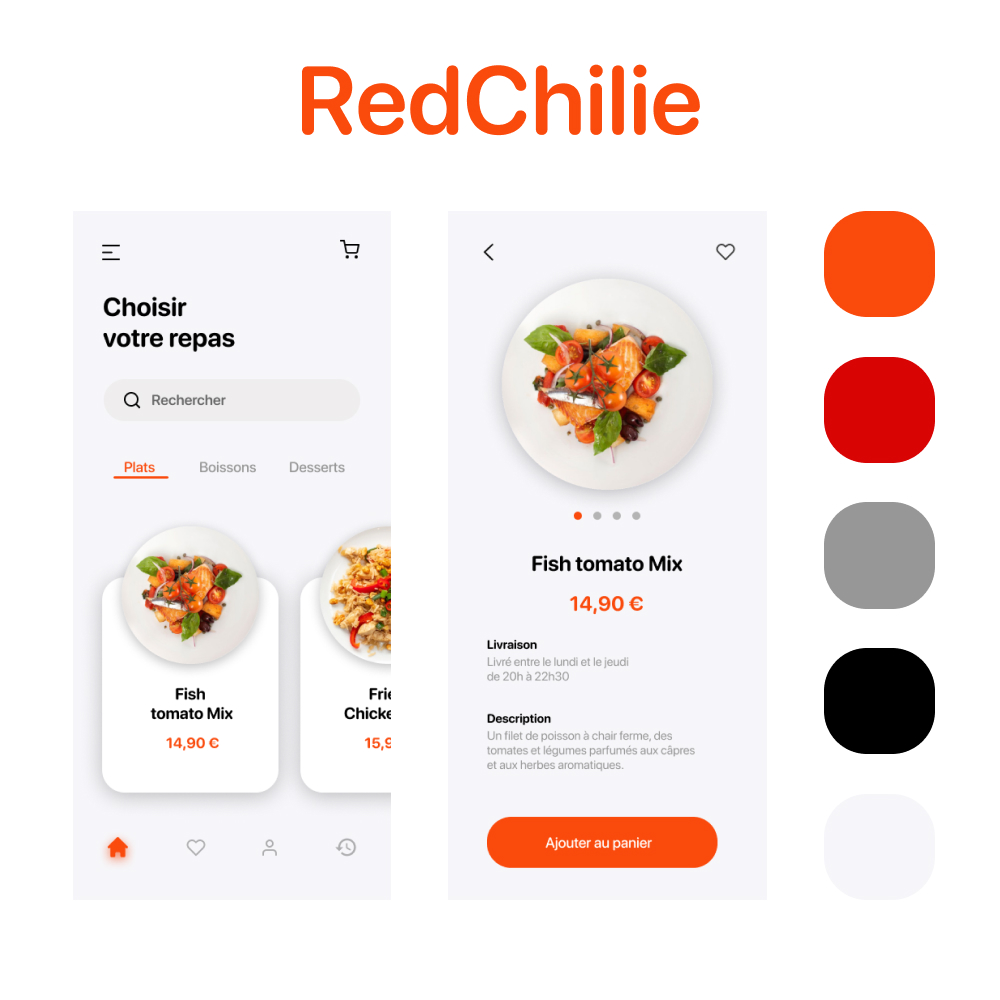 RedChilie
Choisir
votre repas
Rechercher
Plats
Boissons
Desserts
Fish
tomato Mix
14,90 €
Frie
Chicke
15,9
Fish tomato Mix
14,90 €
Livraison
Livré entre le lundi et le jeudi
de 20h à 22h30
Description
Un filet de poisson à chair ferme, des
tomates et légumes parfumés aux câpres
et aux herbes aromatiques.
Ajouter au panier